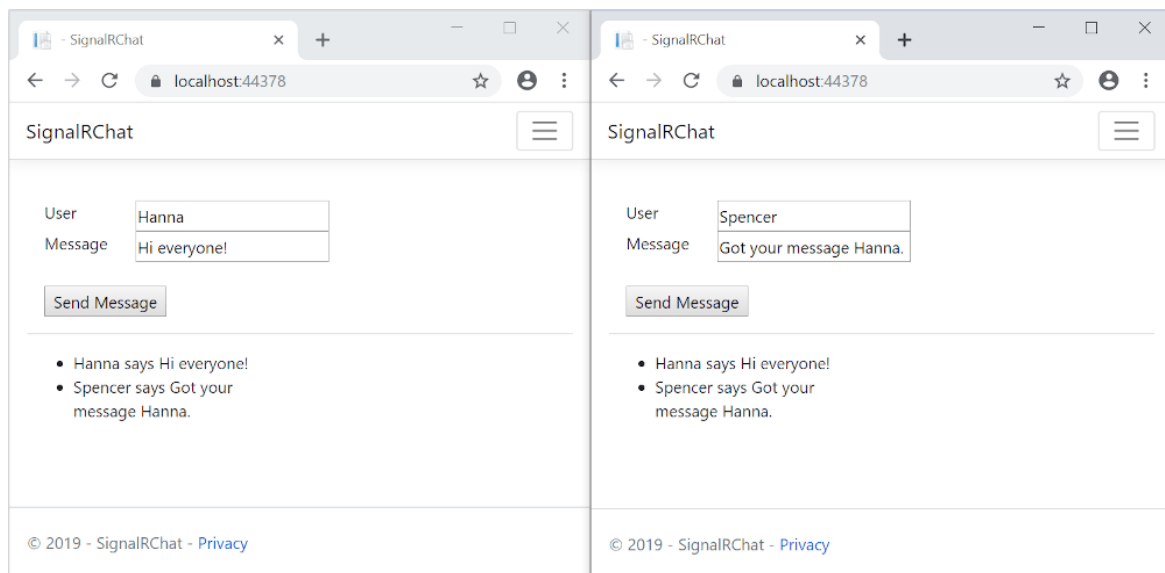 - SignalRChat
localhost:44378
SignalRChat
User
Hanna
Message
Hi everyone!
Send Message
• Hanna says Hi everyone!
• Spencer says Got your
message Hanna.
© 2019 - SignalRChat - Privacy
- SignalRChat
localhost:44378
SignalRChat
User
Spencer
Message
Got your message Hanna.
Send Message
• Hanna says Hi everyone!
• Spencer says Got your
message Hanna.
© 2019 - SignalRChat - Privacy